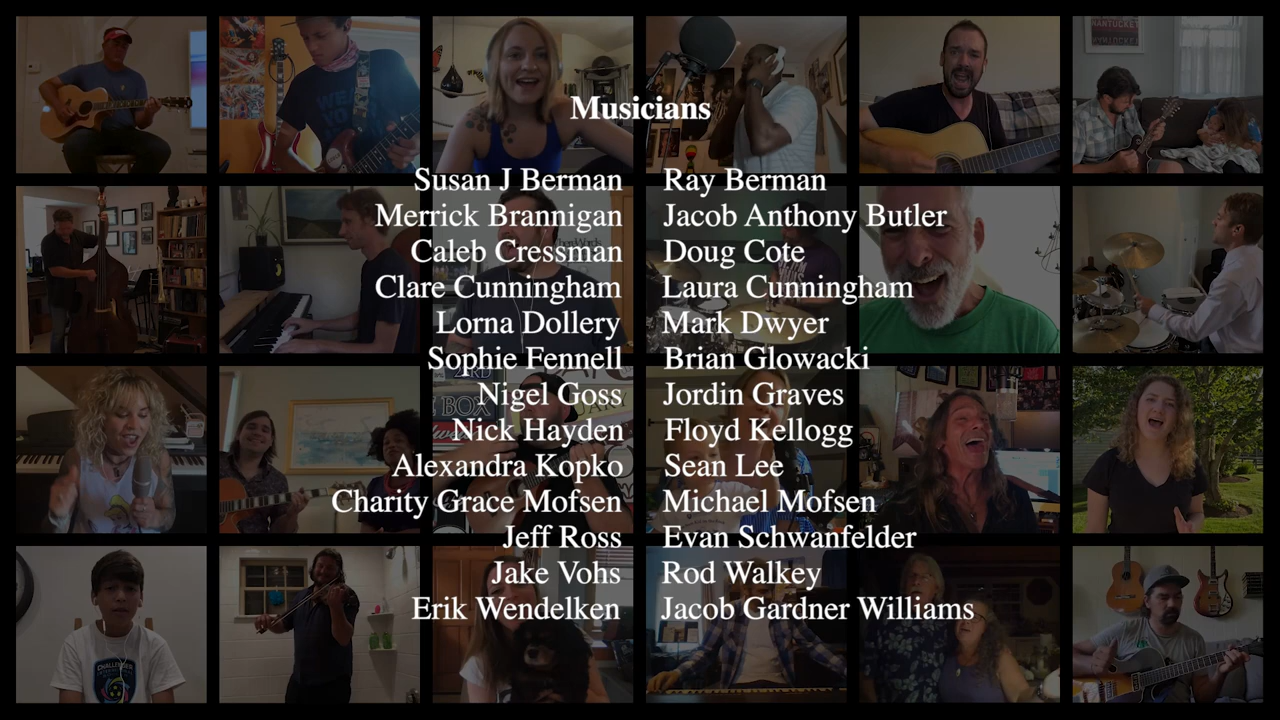 Musicians
Susan J Berman Ray Berman
Merrick Brannigan Jacob Anthony Butler
Caleb Cressman Doug Cote
Clare Cunningham Laura Cunningham
Lorna Dollery Mark Dwyer
Sophie Fennell Brian Glowacki
Nigel Goss Jordin Graves
Nick Hayden Floyd Kellogg
Alexandra Kopko Sean Lee
Charity Grace Mofsen Michael Mofsen
Jeff Ross Evan Schwanfelder
Jake Vohs Rod Walkey
Erik Wendelken Jacob Gardner Williams
NANTUCKET